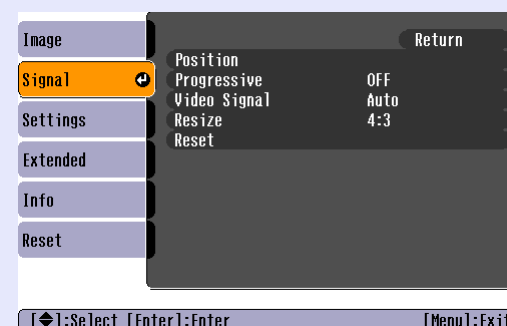 Image
Signal
Settings
Extended
Info
Reset
Return
Position
Progressive OFF
Video Signal Auto
Resize 4:3
Reset
[]:Select [Enter]:Enter [Menu]:Exit